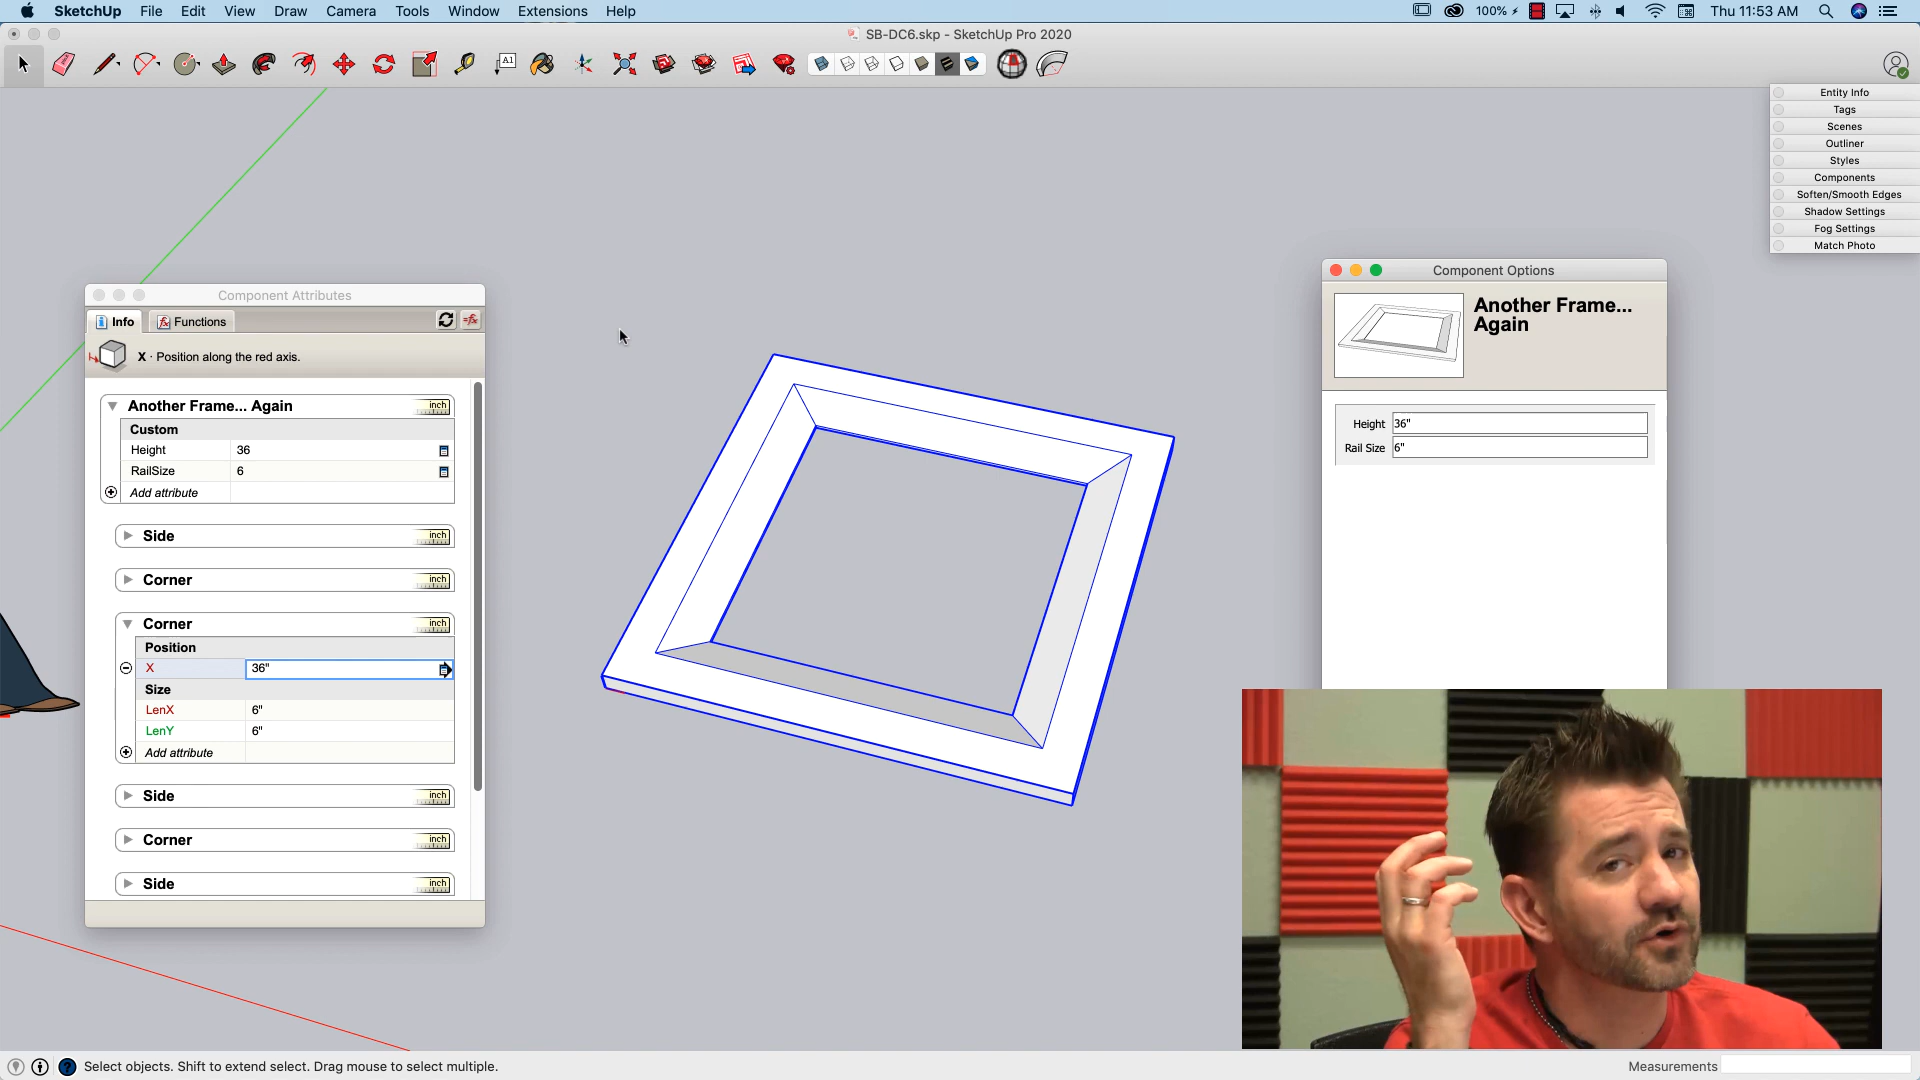 SketchUp File Edit View Draw Camera Tools Window Extensions Help
100% Thu 11:53 AM
SB-DC6.skp - SketchUp Pro 2020
A1
Entity Info
Tags
Scenes
Outliner
Styles
Components
Soften/Smooth Edges
Shadow Settings
Fog Settings
Match Photo
Component Attributes
Info Functions
=fx
X · Position along the red axis.
Another Frame... Again inch
Custom
Height 36
RailSize 6
Add attribute
Side inch
Corner inch
Corner inch
Position
X 36"
Size
LenX 6"
LenY 6"
Add attribute
Side inch
Corner inch
Side inch
Component Options
Another Frame...
Again
Height 36"
Rail Size 6"
Select objects. Shift to extend select. Drag mouse to select multiple.
Measurements